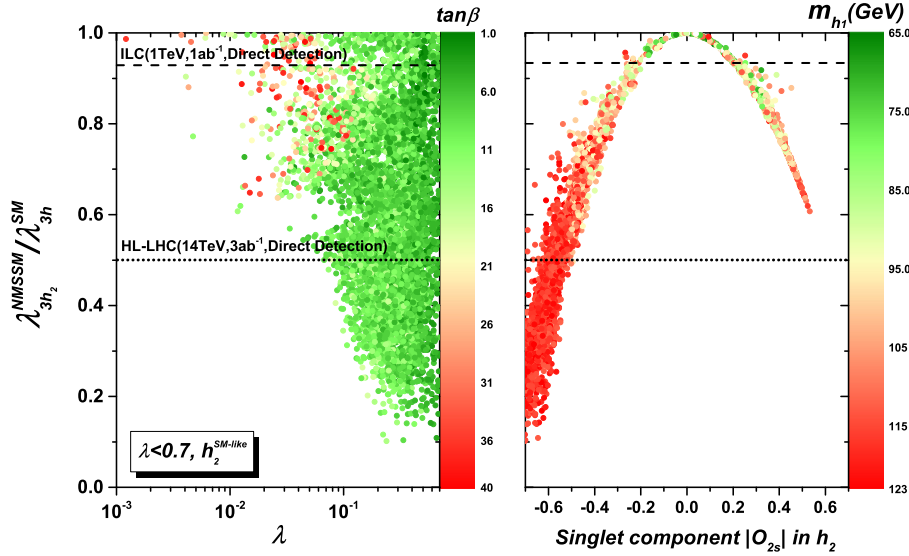 tanβ
m_h1(GeV)
λ_3h2^NMSSM/λ_3h^SM
1.0
0.8
0.6
0.4
0.2
0.0
ILC(1TeV,1ab⁻¹,Direct Detection)
HL-LHC(14TeV,3ab⁻¹,Direct Detection)
λ<0.7, h_2^SM-like
10⁻³ 10⁻² 10⁻¹
λ
1.0
6.0
11
16
21
26
31
36
40
-0.6 -0.4 -0.2 0.0 0.2 0.4 0.6
Singlet component |O_2s| in h_2
65.0
75.0
85.0
95.0
105
115
123